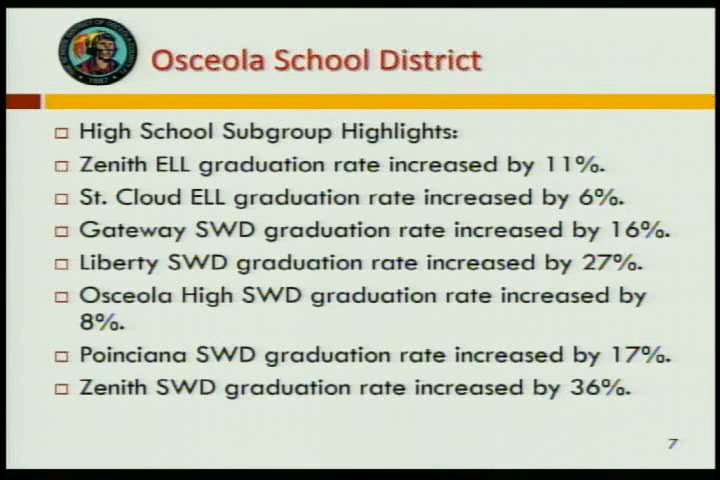 Osceola School District
High School Subgroup Highlights:
Zenith ELL graduation rate increased by 11%.
St. Cloud ELL graduation rate increased by 6%.
Gateway SWD graduation rate increased by 16%.
Liberty SWD graduation rate increased by 27%.
Osceola High SWD graduation rate increased by
8%.
Poinciana SWD graduation rate increased by 17%.
Zenith SWD graduation rate increased by 36%.
7